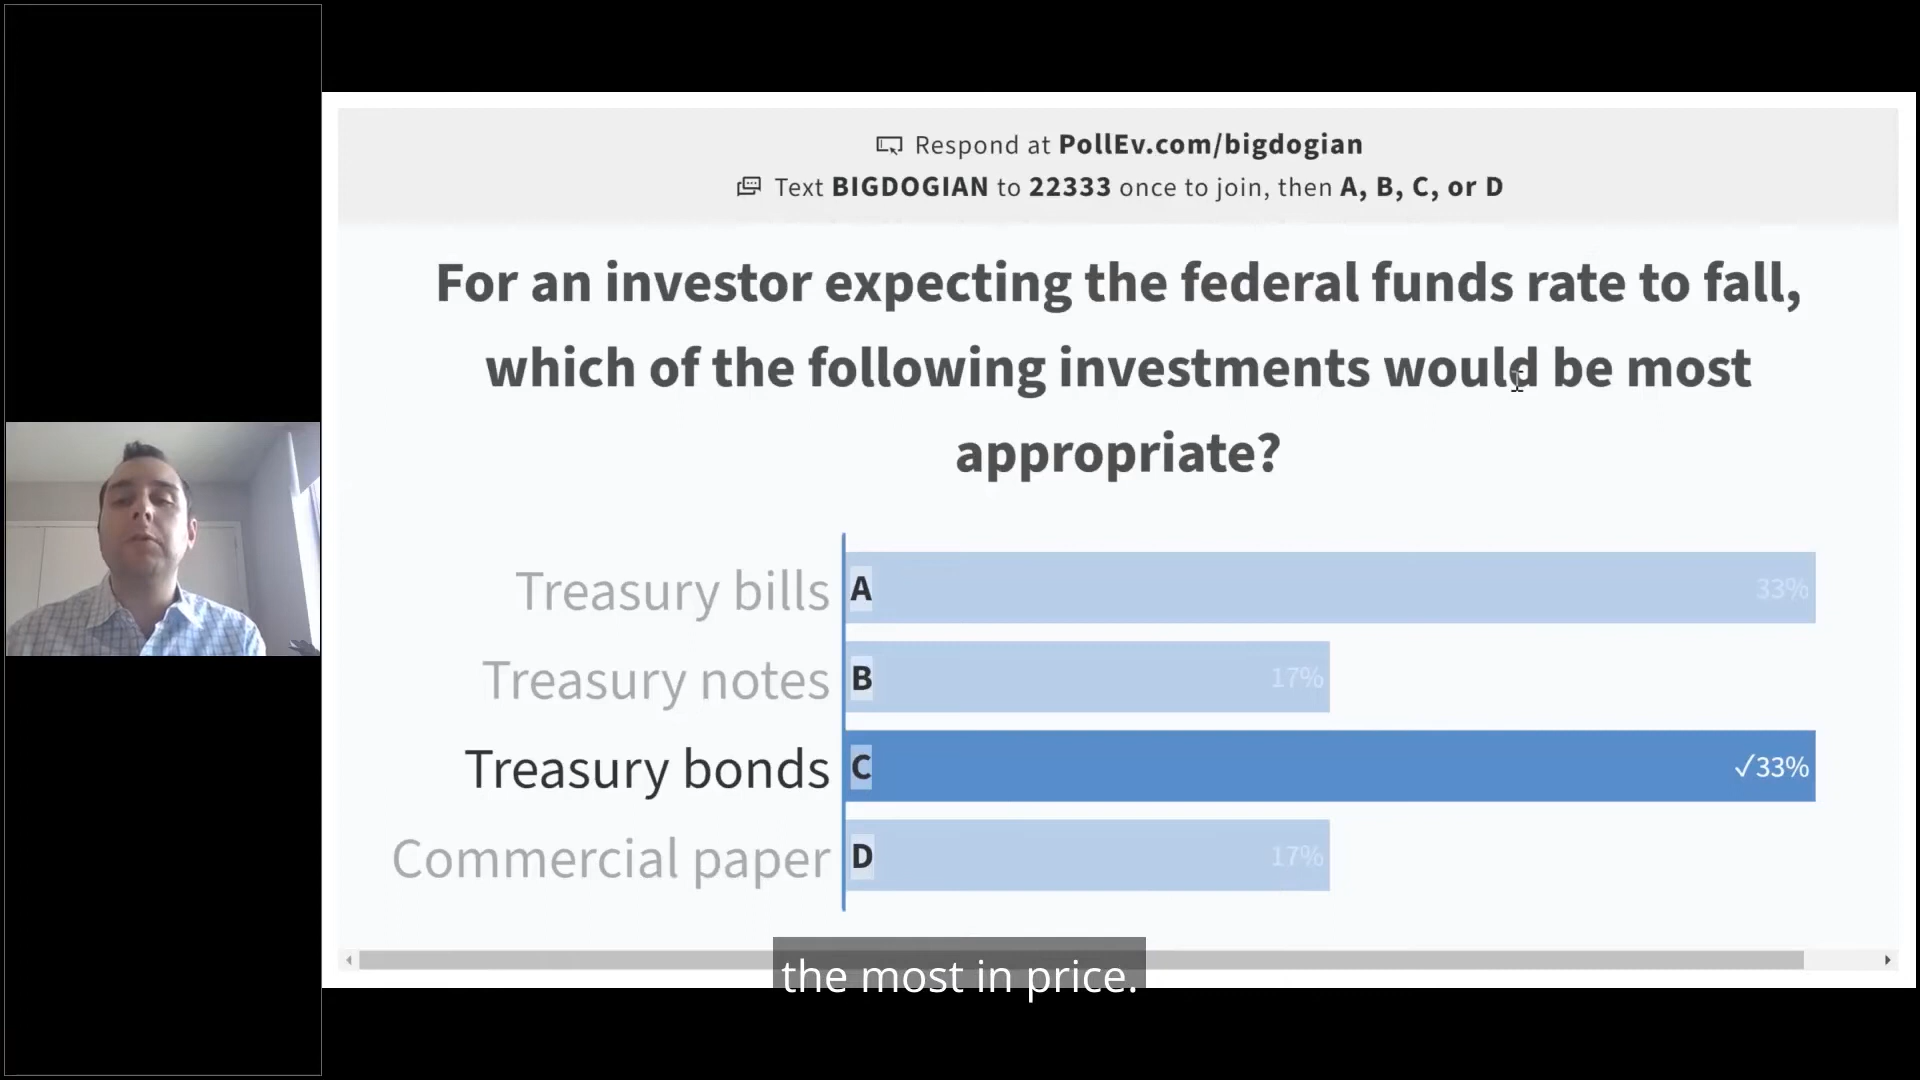 Respond at PollEv.com/bigdogian
Text BIGDOGIAN to 22333 once to join, then A, B, C, or D
For an investor expecting the federal funds rate to fall,
which of the following investments would be most
appropriate?
Treasury bills A 33%
Treasury notes B 17%
Treasury bonds C ✓33%
Commercial paper D 17%
the most in price.